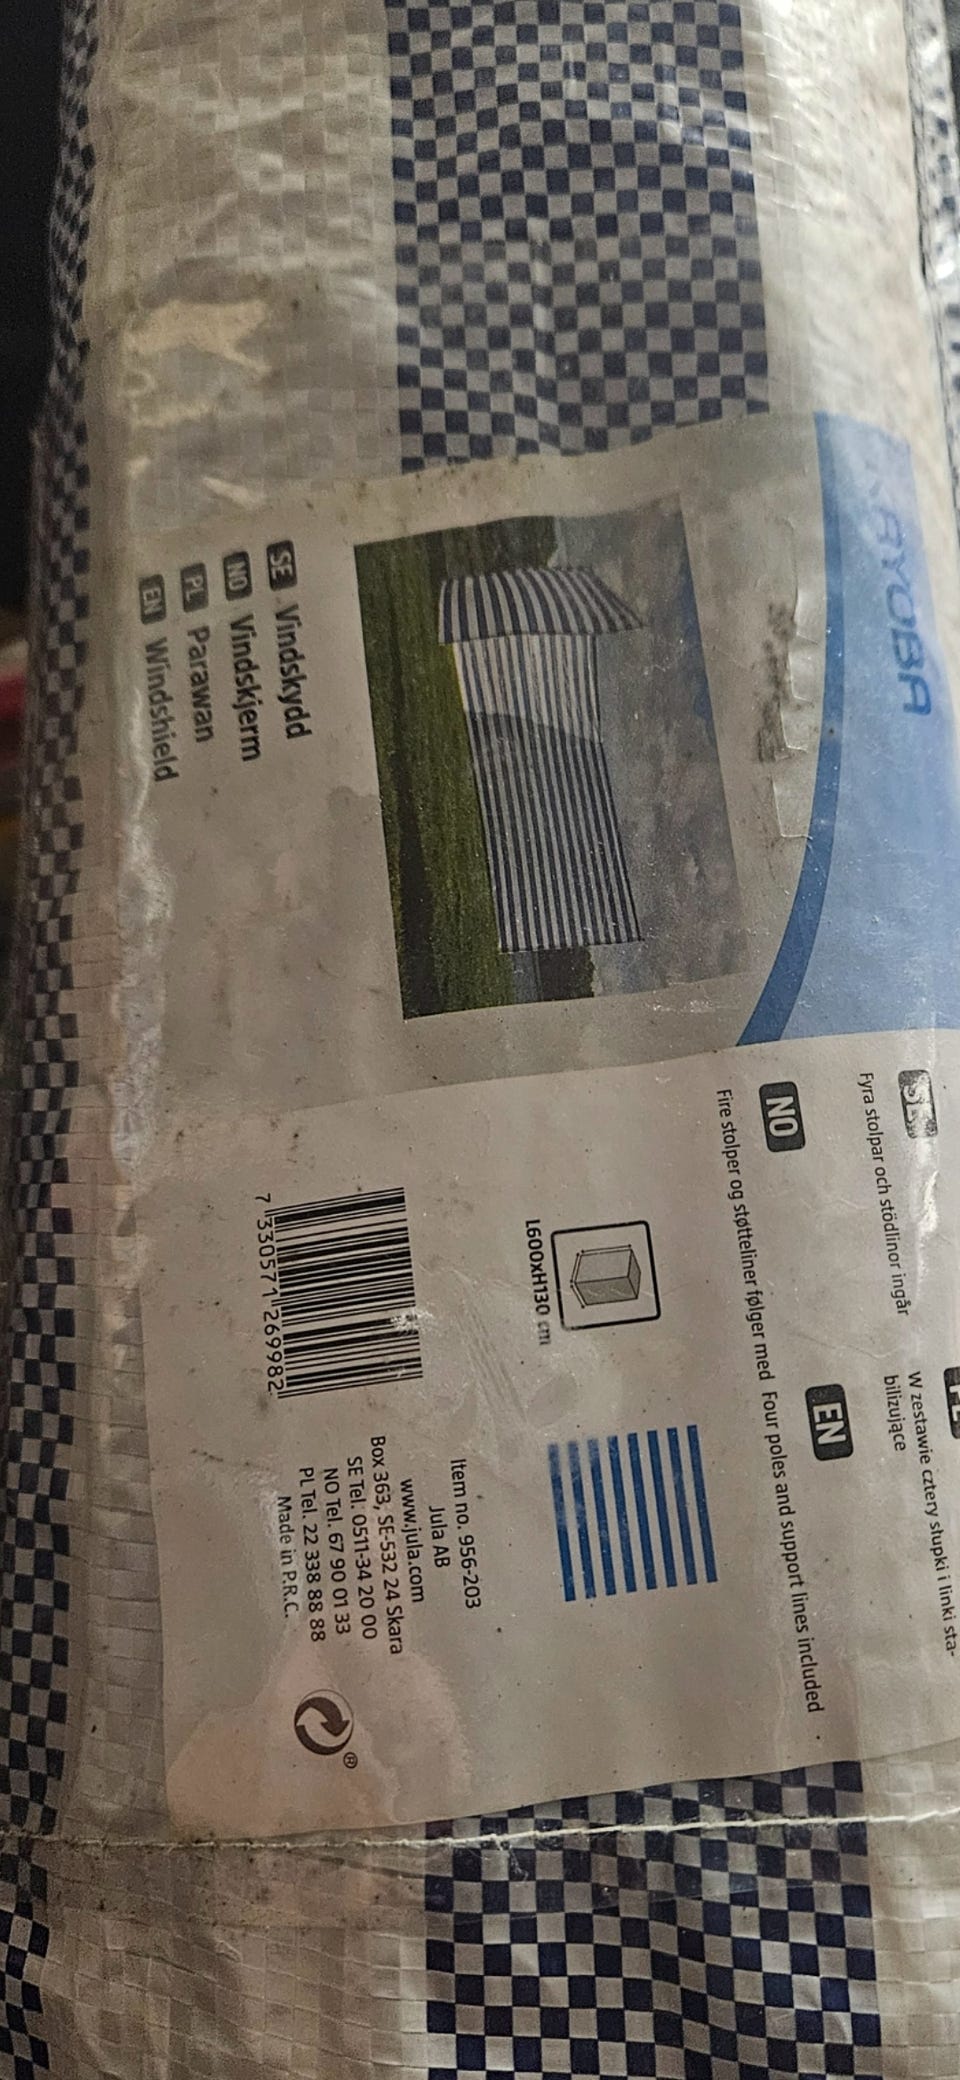 KAYOBA
SE Vindskydd
NO Vindskjerm
PL Parawan
EN Windshield
SE
Fyra stolpar och stödlinor ingår
W zestawie cztery słupki i linki sta-
bilizujące
NO
Fire stolper og støtteliner følger med
EN
Four poles and support lines included
L600xH130 cm
7 330571 269982
Item no. 956-203
Jula AB
www.jula.com
Box 363, SE-532 24 Skara
SE Tel. 0511-34 20 00
NO Tel. 67 90 01 33
PL Tel. 22 338 88 88
Made in P.R.C.
®